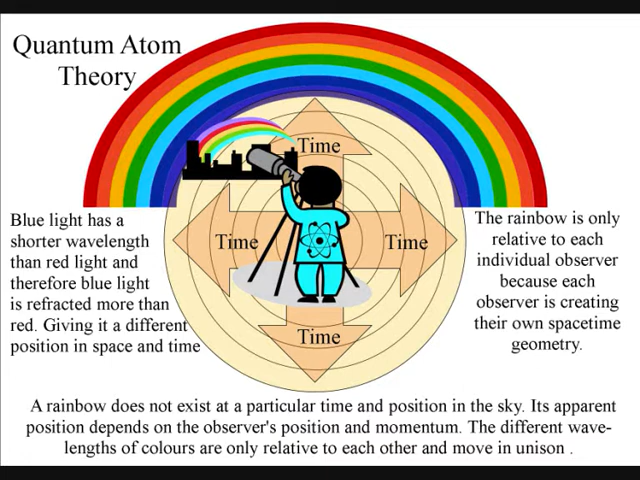 Quantum Atom
Theory
Time
Time
Time
Time
Blue light has a
shorter wavelength
than red light and
therefore blue light
is refracted more than
red. Giving it a different
position in space and time
The rainbow is only
relative to each
individual observer
because each
observer is creating
their own spacetime
geometry.
A rainbow does not exist at a particular time and position in the sky. Its apparent
position depends on the observer's position and momentum. The different wave-
lengths of colours are only relative to each other and move in unison .